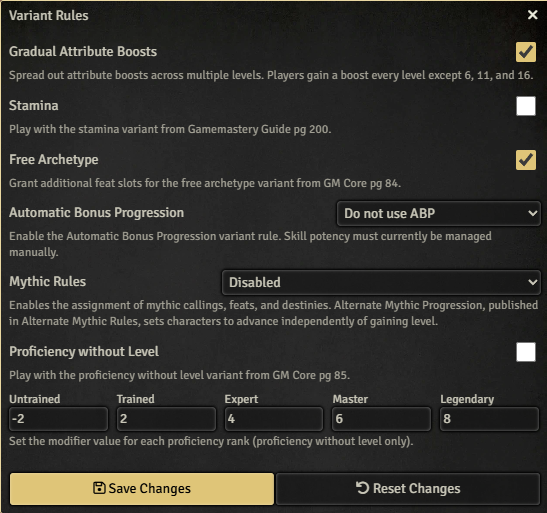 Variant Rules
Gradual Attribute Boosts
Spread out attribute boosts across multiple levels. Players gain a boost every level except 6, 11, and 16.
Stamina
Play with the stamina variant from Gamemastery Guide pg 200.
Free Archetype
Grant additional feat slots for the free archetype variant from GM Core pg 84.
Automatic Bonus Progression
Do not use ABP
Enable the Automatic Bonus Progression variant rule. Skill potency must currently be managed
manually.
Mythic Rules
Disabled
Enables the assignment of mythic callings, feats, and destinies. Alternate Mythic Progression, published
in Alternate Mythic Rules, sets characters to advance independently of gaining level.
Proficiency without Level
Play with the proficiency without level variant from GM Core pg 85.
Untrained Trained Expert Master Legendary
-2 2 4 6 8
Set the modifier value for each proficiency rank (proficiency without level only).
Save Changes Reset Changes